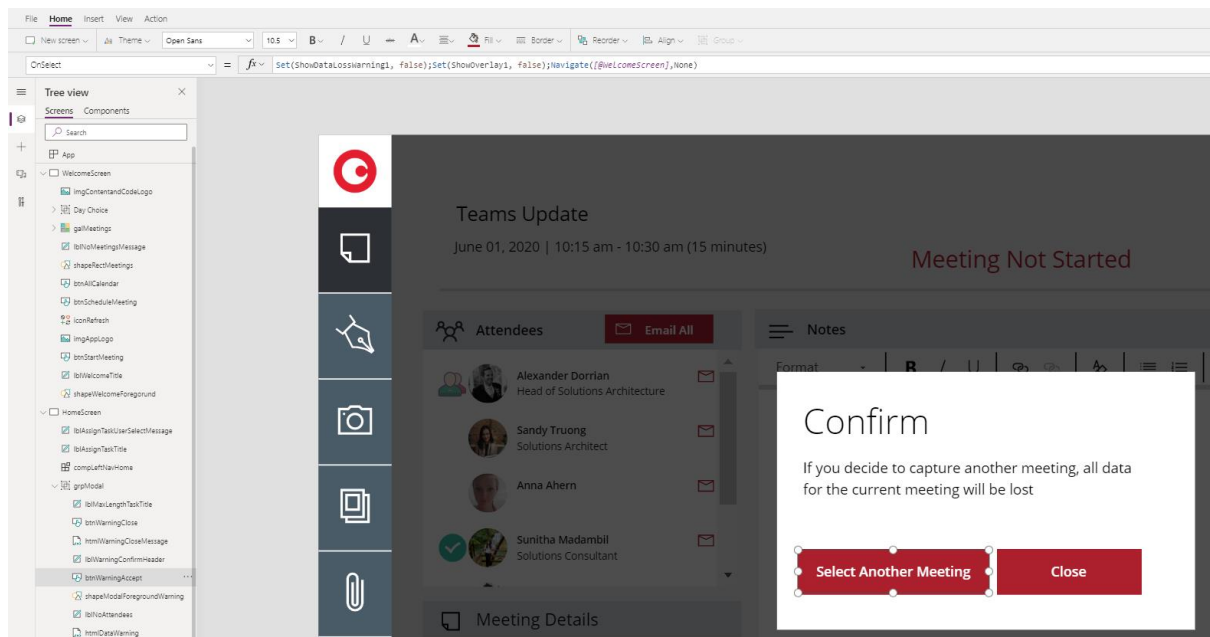 File Home Insert View Action
New screen Theme Open Sans 10.5 B / U A Fill Border Reorder Align Group
OnSelect = fx Set(ShowDataLossWarning1, false);Set(ShowOverlay1, false);Navigate([@WelcomeScreen],None)
Tree view
Screens Components
Search
App
WelcomeScreen
imgContentandCodeLogo
Day Choice
galMeetings
lblNoMeetingsMessage
shapeRectMeetings
btnAllCalendar
btnScheduleMeeting
iconRefresh
imgAppLogo
btnStartMeeting
lblWelcomeTitle
shapeWelcomeForegorund
HomeScreen
lblAssignTaskUserSelectMessage
lblAssignTaskTitle
compLeftNavHome
grpModal
lblMaxLengthTaskTitle
btnWarningClose
htmlWarningCloseMessage
lblWarningConfirmHeader
btnWarningAccept
shapeModalForegroundWarning
lblNoAttendees
htmlDataWarning
Teams Update
June 01, 2020 | 10:15 am - 10:30 am (15 minutes)
Meeting Not Started
Attendees Email All
Alexander Dorrian
Head of Solutions Architecture
Sandy Truong
Solutions Architect
Anna Ahern
Sunitha Madambil
Solutions Consultant
Meeting Details
Notes
Format B I U
Confirm
If you decide to capture another meeting, all data
for the current meeting will be lost
Select Another Meeting Close